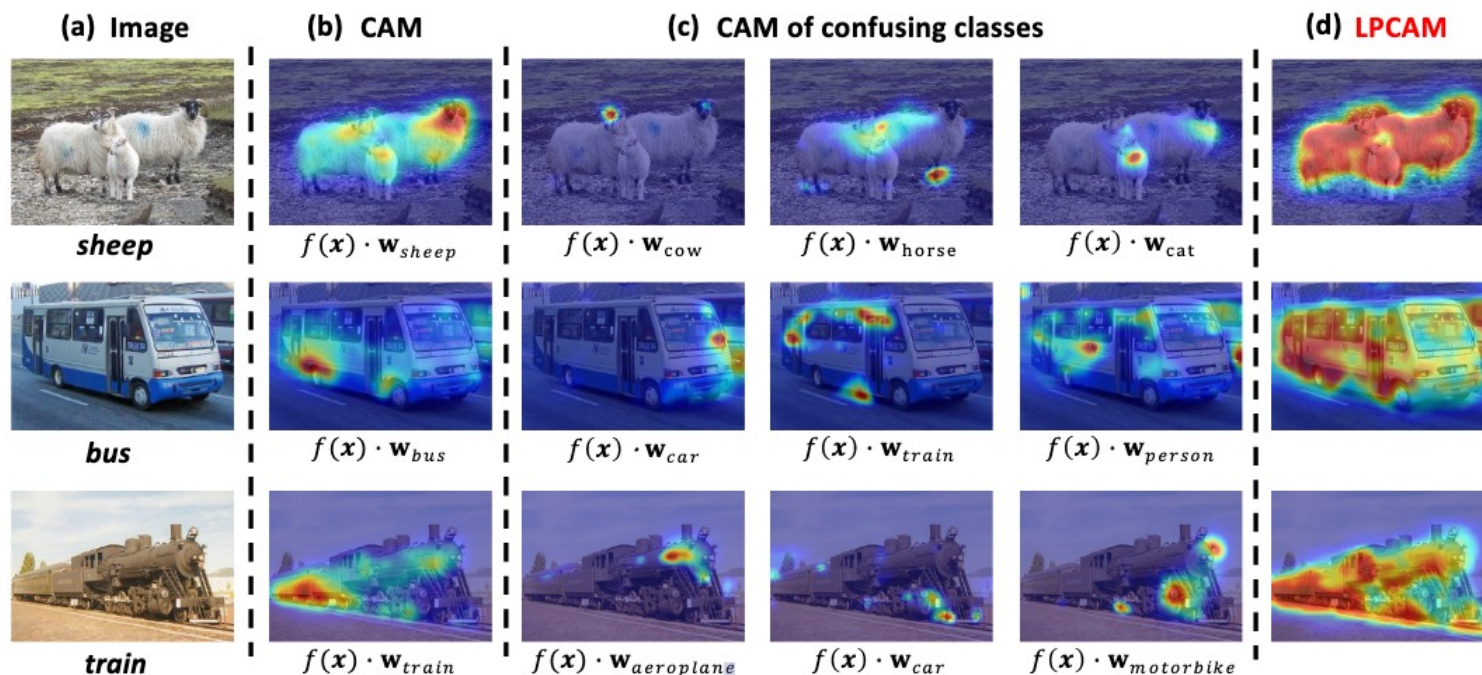 (a) Image (b) CAM (c) CAM of confusing classes (d) LPCAM
sheep f(x) · w_sheep f(x) · w_cow f(x) · w_horse f(x) · w_cat
bus f(x) · w_bus f(x) · w_car f(x) · w_train f(x) · w_person
train f(x) · w_train f(x) · w_aeroplane f(x) · w_car f(x) · w_motorbike